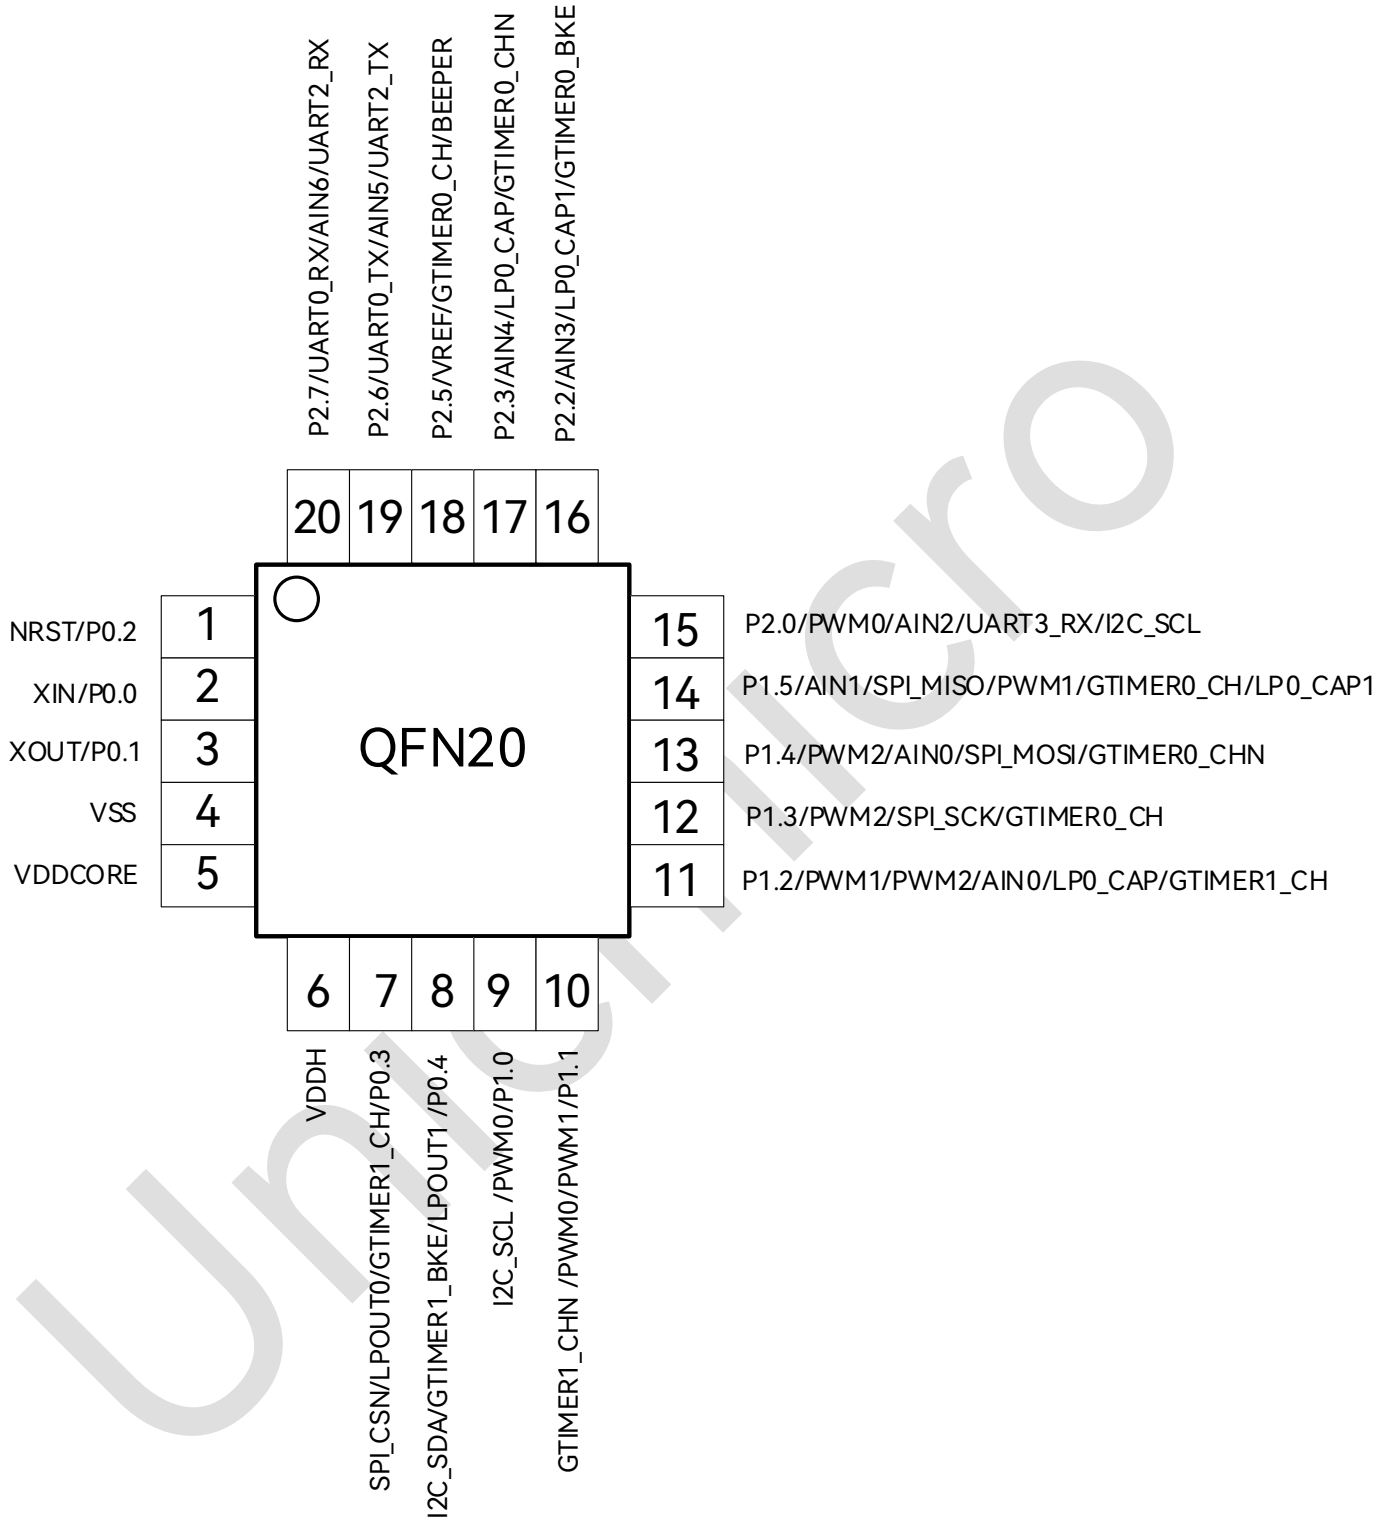 P2.7/UART0_RX/AIN6/UART2_RX
P2.6/UART0_TX/AIN5/UART2_TX
P2.5/VREF/GTIMER0_CH/BEEPER
P2.3/AIN4/LP0_CAP/GTIMER0_CHN
P2.2/AIN3/LP0_CAP1/GTIMER0_BKE
20 19 18 17 16
NRST/P0.2 1
XIN/P0.0 2
XOUT/P0.1 3
VSS 4
VDDCORE 5
QFN20
15 P2.0/PWM0/AIN2/UART3_RX/I2C_SCL
14 P1.5/AIN1/SPI_MISO/PWM1/GTIMER0_CH/LP0_CAP1
13 P1.4/PWM2/AIN0/SPI_MOSI/GTIMER0_CHN
12 P1.3/PWM2/SPI_SCK/GTIMER0_CH
11 P1.2/PWM1/PWM2/AIN0/LP0_CAP/GTIMER1_CH
6 7 8 9 10
VDDH
SPI_CSN/LPOUT0/GTIMER1_CH/P0.3
I2C_SDA/GTIMER1_BKE/LPOUT1 /P0.4
I2C_SCL /PWM0/P1.0
GTIMER1_CHN /PWM0/PWM1/P1.1
Unicmicro